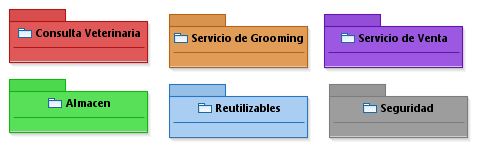 Consulta Veterinaria
Servicio de Grooming
Servicio de Venta
Almacen
Reutilizables
Seguridad